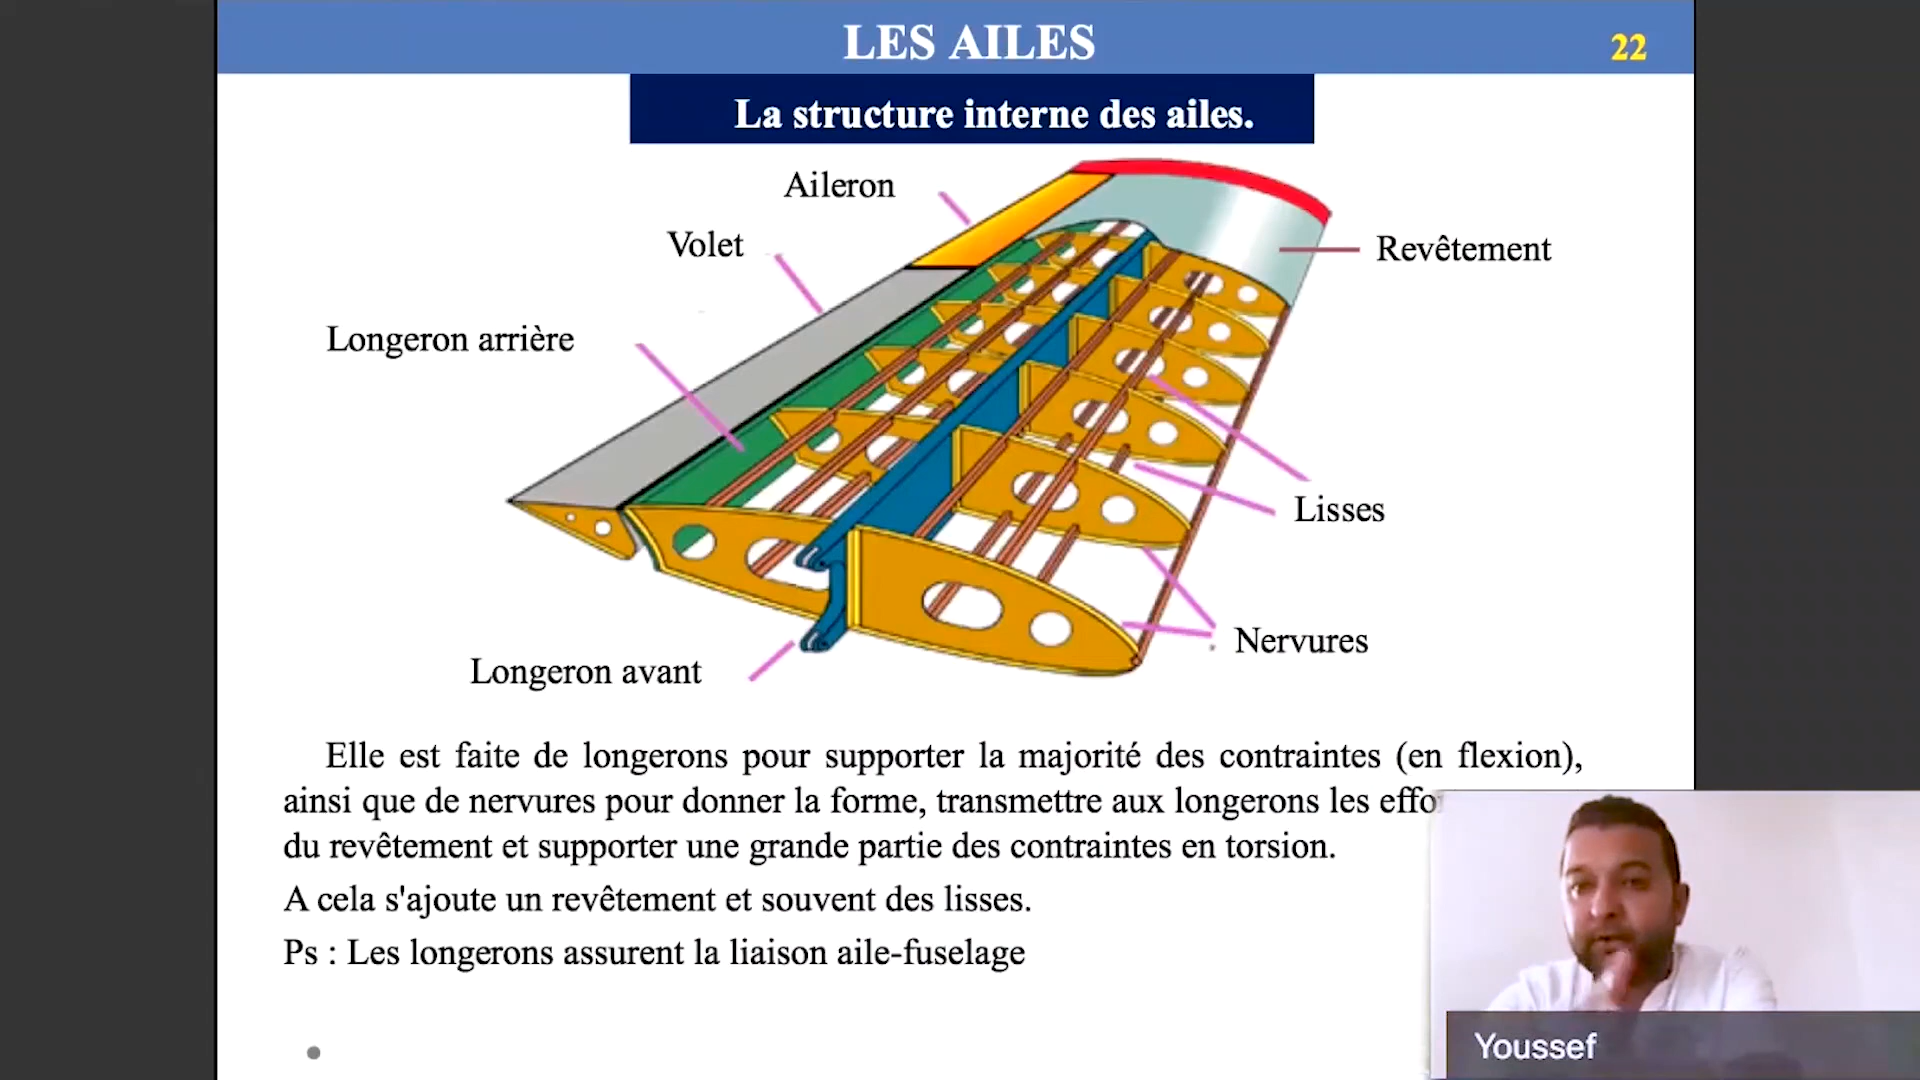 LES AILES
22
La structure interne des ailes.
Aileron
Volet
Revêtement
Longeron arrière
Lisses
Nervures
Longeron avant
Elle est faite de longerons pour supporter la majorité des contraintes (en flexion),
ainsi que de nervures pour donner la forme, transmettre aux longerons les
du revêtement et supporter une grande partie des contraintes en torsion.
A cela s'ajoute un revêtement et souvent des lisses.
Ps : Les longerons assurent la liaison aile-fuselage
Youssef